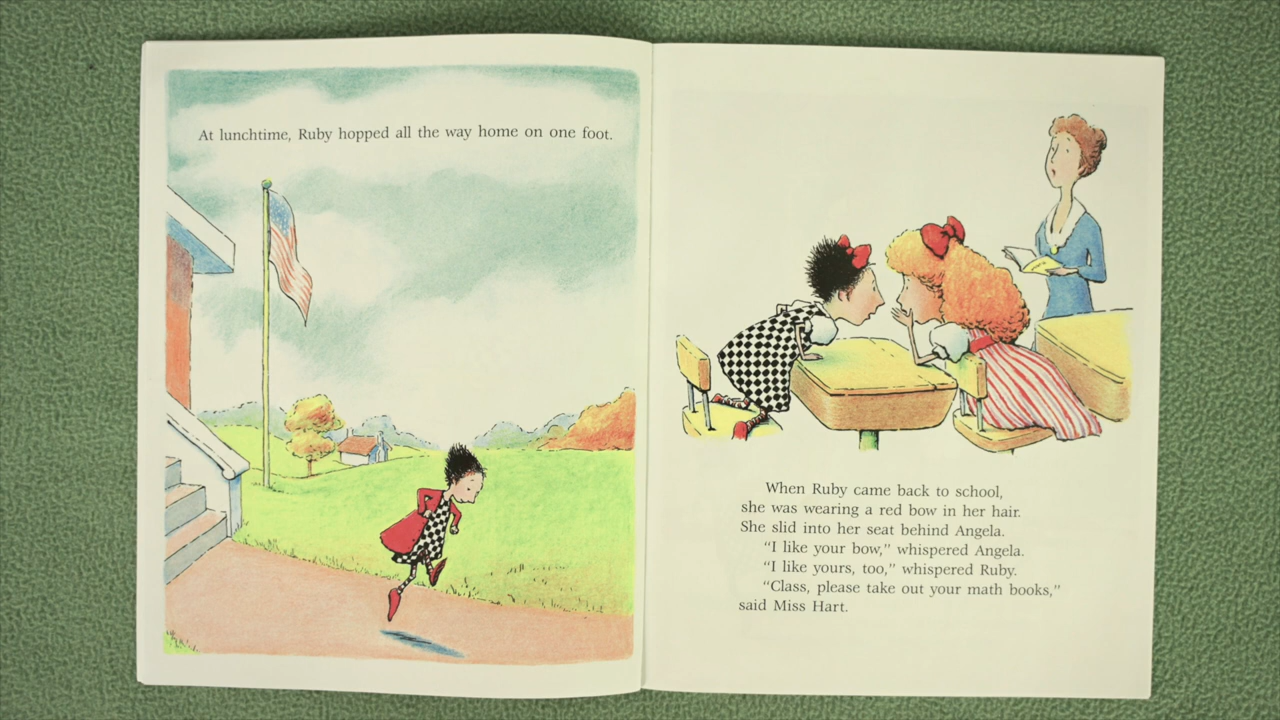 At lunchtime, Ruby hopped all the way home on one foot.
When Ruby came back to school,
she was wearing a red bow in her hair.
She slid into her seat behind Angela.
“I like your bow,” whispered Angela.
“I like yours, too,” whispered Ruby.
“Class, please take out your math books,”
said Miss Hart.